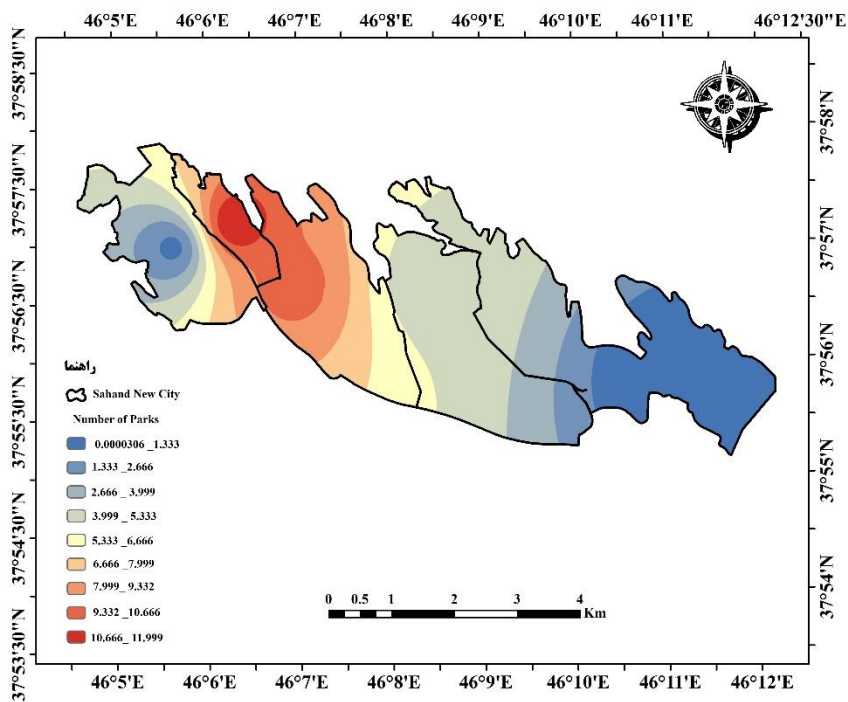 46°5'E 46°6'E 46°7'E 46°8'E 46°9'E 46°10'E 46°11'E 46°12'30"E
37°58'30"N
37°57'30"N
37°56'30"N
37°55'30"N
37°54'30"N
37°53'30"N
37°58'N
37°57'N
37°56'N
37°55'N
37°54'N
راهنما
Sahand New City
Number of Parks
0.0000306 _1.333
1.333 _2.666
2.666 _ 3.999
3.999 _ 5.333
5.333 _6.666
6.666 _7.999
7.999 _ 9.332
9.332 _10.666
10.666_ 11.999
0 0.5 1 2 3 4
Km
46°5'E 46°6'E 46°7'E 46°8'E 46°9'E 46°10'E 46°11'E 46°12'E